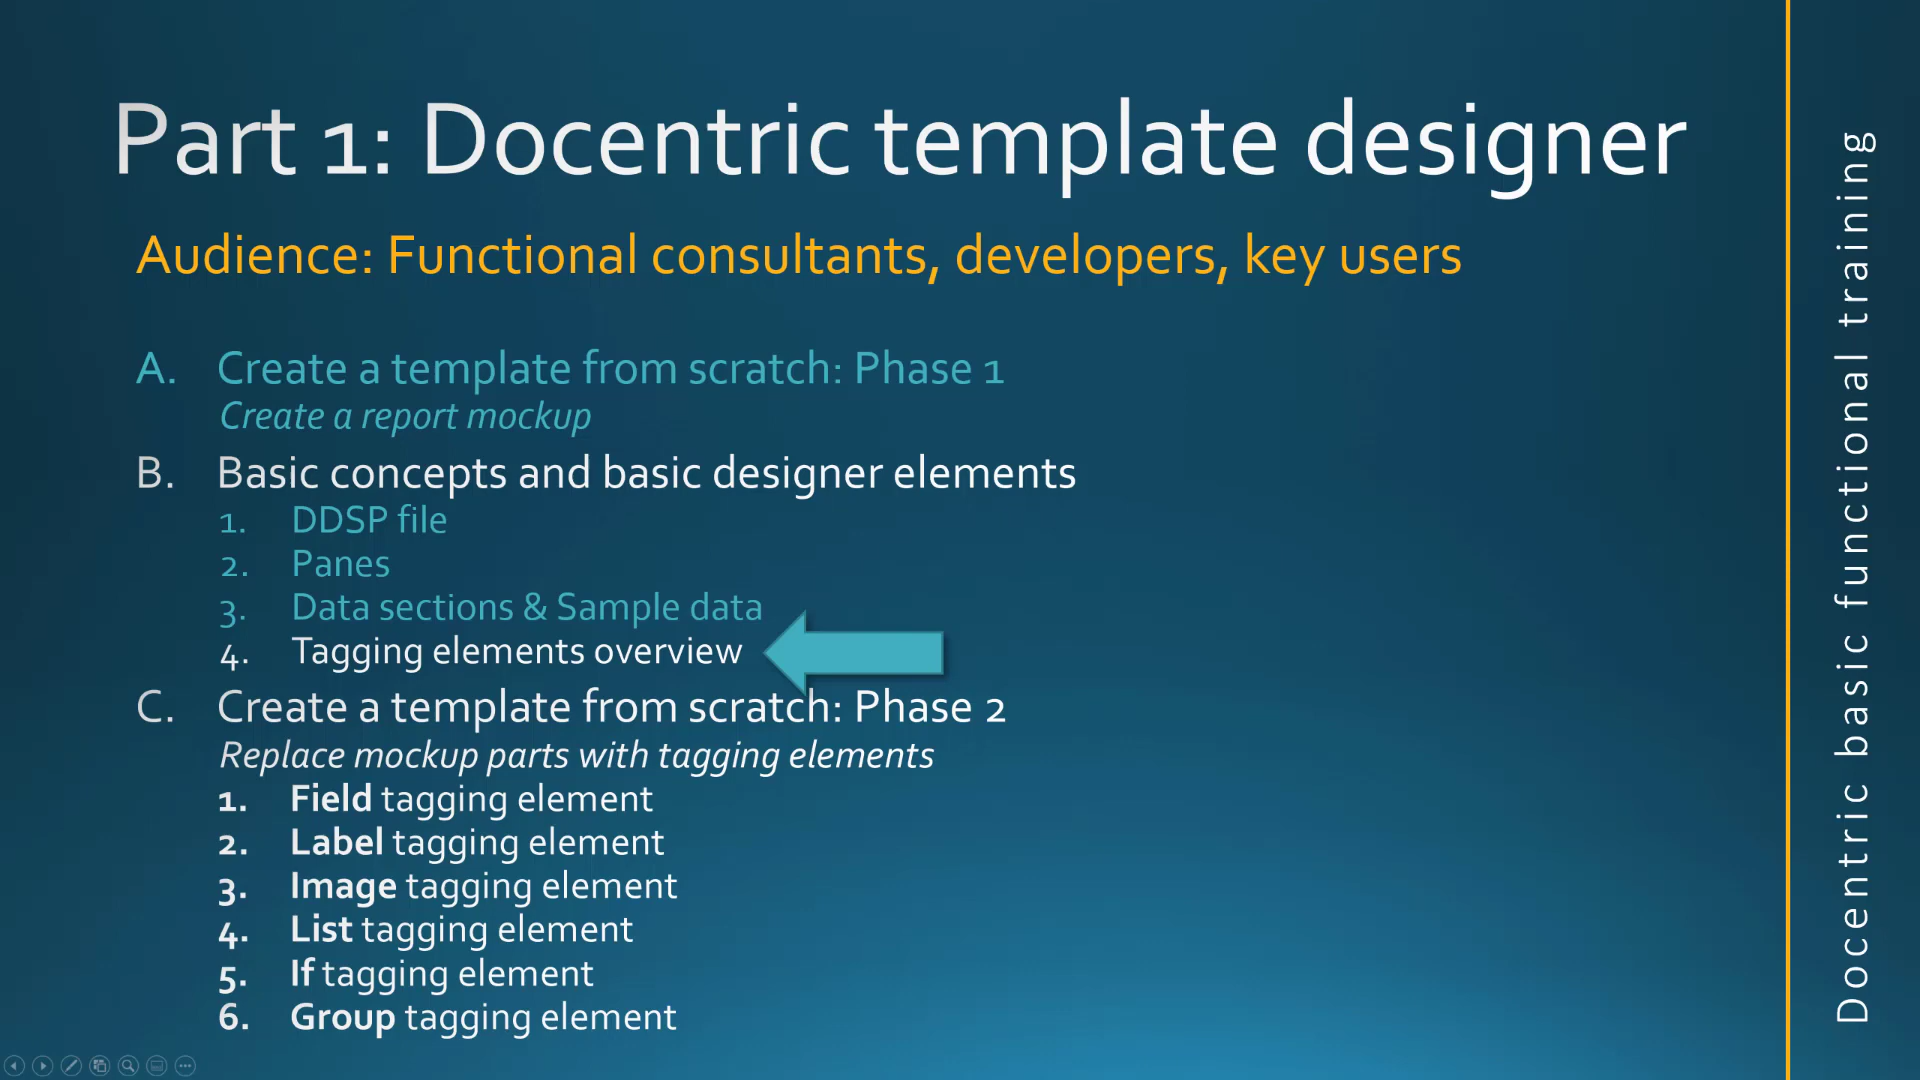 Part 1: Docentric template designer
Audience: Functional consultants, developers, key users
A. Create a template from scratch: Phase 1
Create a report mockup
B. Basic concepts and basic designer elements
1. DDSP file
2. Panes
3. Data sections & Sample data
4. Tagging elements overview
C. Create a template from scratch: Phase 2
Replace mockup parts with tagging elements
1. Field tagging element
2. Label tagging element
3. Image tagging element
4. List tagging element
5. If tagging element
6. Group tagging element
Docentric basic functional training